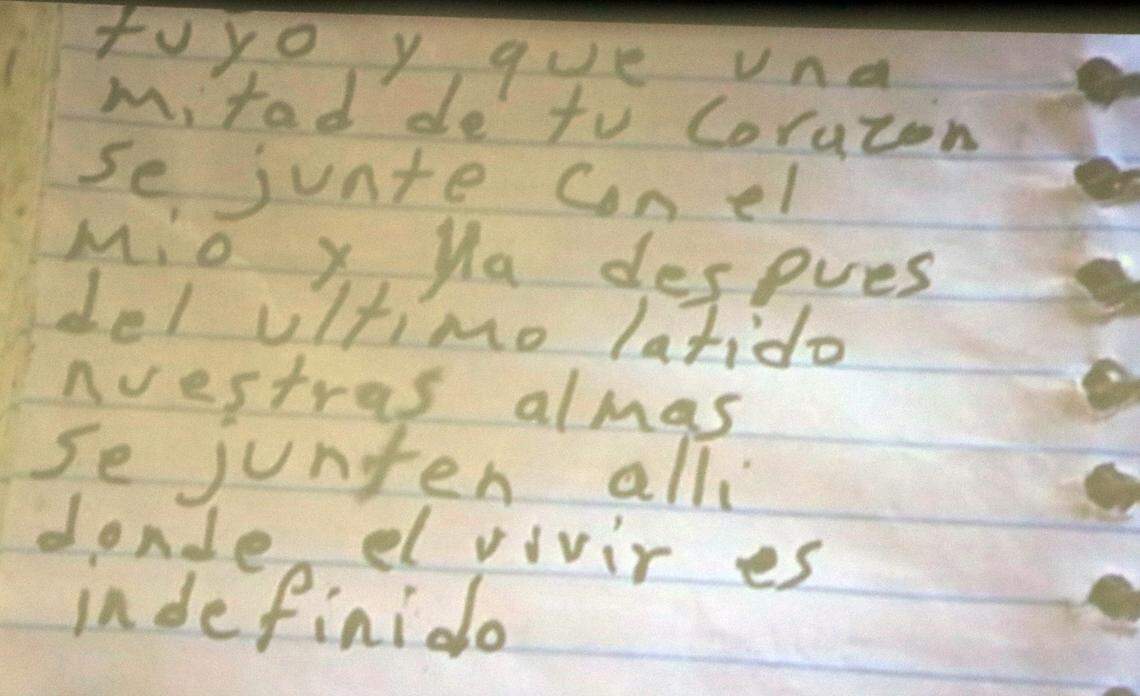 tuyo y que una
mitad de tu Corazon
se junte con el
mio y ya despues
del ultimo latido
nuestras almas
se junten alli
donde el vivir es
indefinido